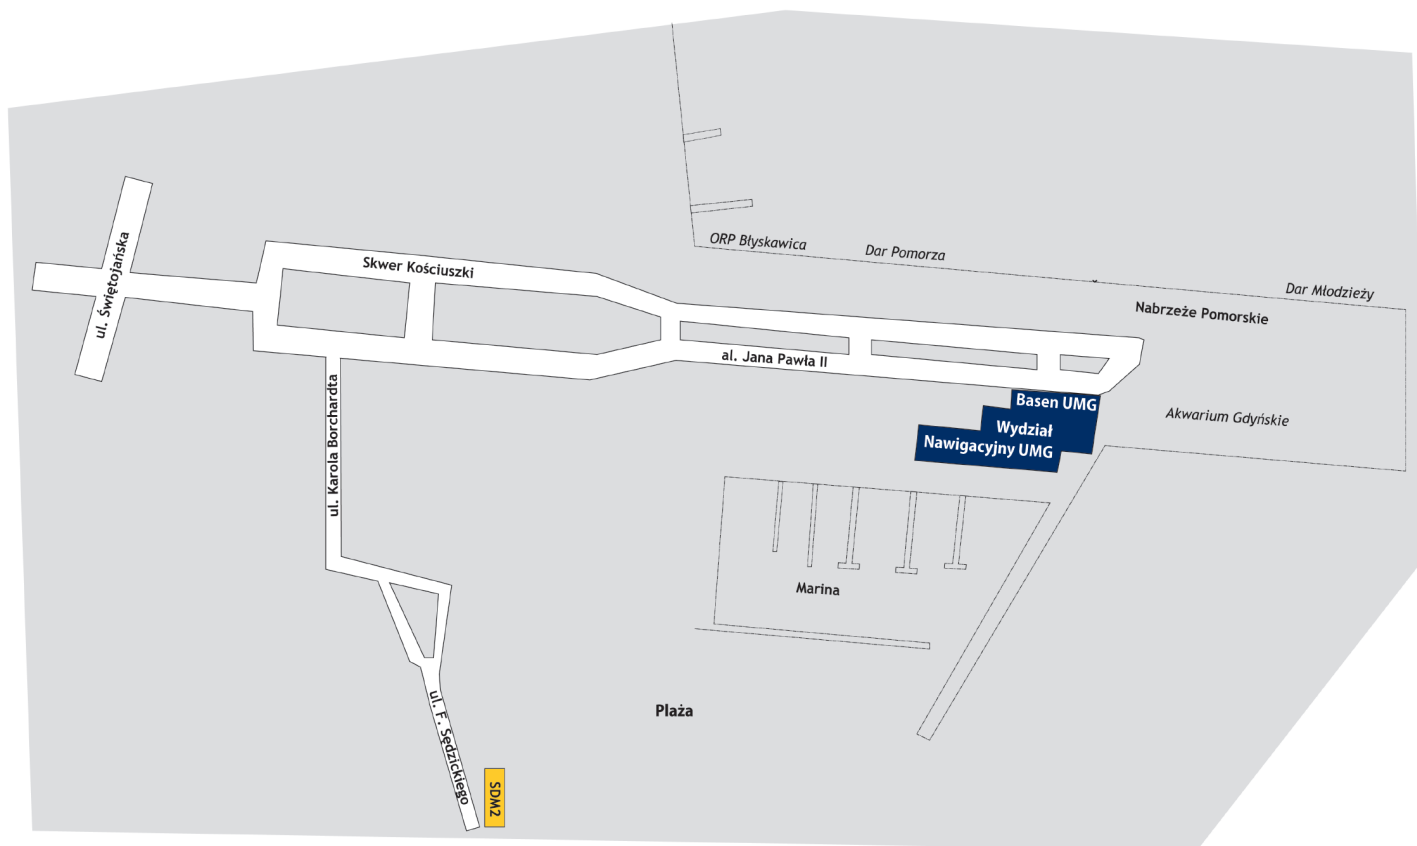 ORP Błyskawica
Dar Pomorza
Dar Młodzieży
Nabrzeże Pomorskie
ul. Świętojańska
Skwer Kościuszki
al. Jana Pawła II
ul. Karola Borchardta
Basen UMG
Wydział
Nawigacyjny UMG
Akwarium Gdyńskie
Marina
Plaża
ul. F. Sędzickiego
SDM2